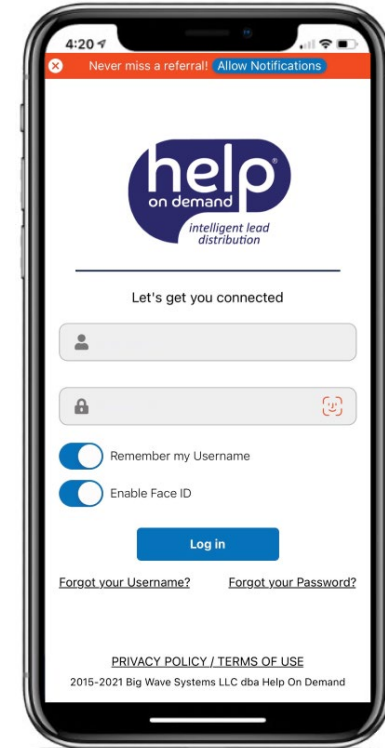 4:20
Never miss a referral! Allow Notifications
help®
on demand
intelligent lead
distribution
Let's get you connected
Remember my Username
Enable Face ID
Log in
Forgot your Username? Forgot your Password?
PRIVACY POLICY / TERMS OF USE
2015-2021 Big Wave Systems LLC dba Help On Demand